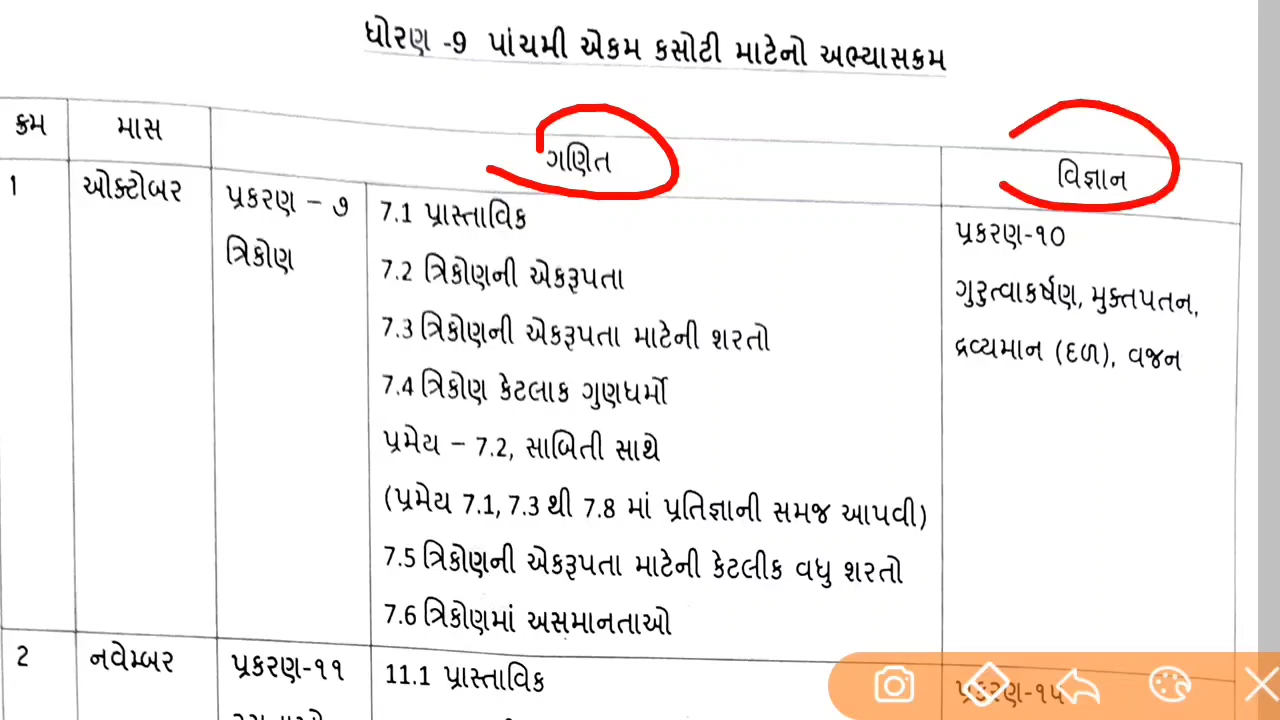 ધોરણ -9 પાંચમી એકમ કસોટી માટેનો અભ્યાસક્રમ
ક્રમ માસ ગણિત વિજ્ઞાન
1 ઓક્ટોબર પ્રકરણ – ૭ 7.1 પ્રાસ્તાવિક પ્રકરણ-૧૦
ત્રિકોણ 7.2 ત્રિકોણની એકરૂપતા ગુરુત્વાકર્ષણ, મુક્તપતન,
7.3 ત્રિકોણની એકરૂપતા માટેની શરતો દ્રવ્યમાન (દળ), વજન
7.4 ત્રિકોણ કેટલાક ગુણધર્મો
પ્રમેય – 7.2, સાબિતી સાથે
(પ્રમેય 7.1, 7.3 થી 7.8 માં પ્રતિજ્ઞાની સમજ આપવી)
7.5 ત્રિકોણની એકરૂપતા માટેની કેટલીક વધુ શરતો
7.6 ત્રિકોણમાં અસમાનતાઓ
2 નવેમ્બર પ્રકરણ-૧૧ 11.1 પ્રાસ્તાવિક પ્રકરણ-૧૫